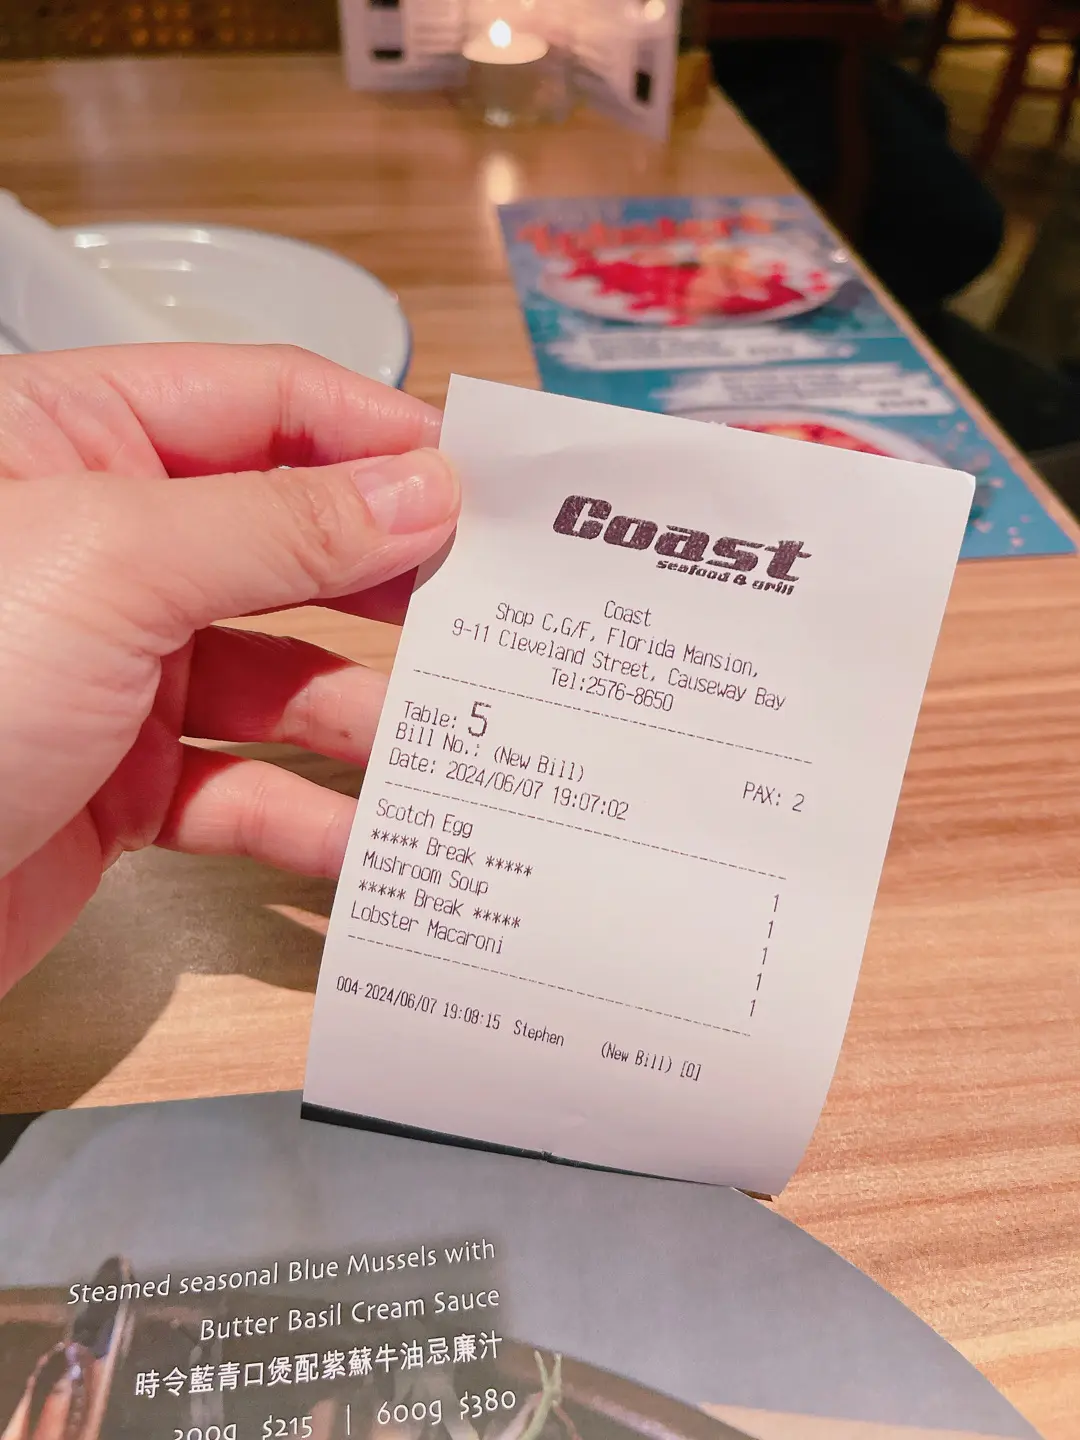 Coast
seafood & grill
Coast
Shop C,G/F, Florida Mansion,
9-11 Cleveland Street, Causeway Bay
Tel:2576-8650
Table: 5
Bill No.: (New Bill)
PAX: 2
Date: 2024/06/07 19:07:02
Scotch Egg 1
***** Break ***** 1
Mushroom Soup 1
***** Break ***** 1
Lobster Macaroni 1
004-2024/06/07 19:08:15 Stephen (New Bill) [0]
Steamed seasonal Blue Mussels with
Butter Basil Cream Sauce
時令藍青口煲配紫蘇牛油忌廉汁
300g $215 | 600g $380